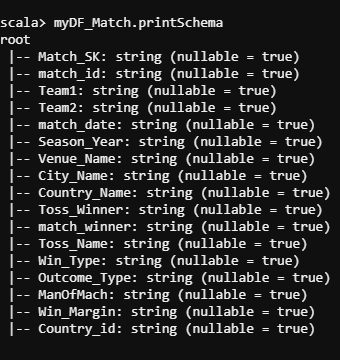 scala> myDF_Match.printSchema
root
 |-- Match_SK: string (nullable = true)
 |-- match_id: string (nullable = true)
 |-- Team1: string (nullable = true)
 |-- Team2: string (nullable = true)
 |-- match_date: string (nullable = true)
 |-- Season_Year: string (nullable = true)
 |-- Venue_Name: string (nullable = true)
 |-- City_Name: string (nullable = true)
 |-- Country_Name: string (nullable = true)
 |-- Toss_Winner: string (nullable = true)
 |-- match_winner: string (nullable = true)
 |-- Toss_Name: string (nullable = true)
 |-- Win_Type: string (nullable = true)
 |-- Outcome_Type: string (nullable = true)
 |-- ManOfMach: string (nullable = true)
 |-- Win_Margin: string (nullable = true)
 |-- Country_id: string (nullable = true)